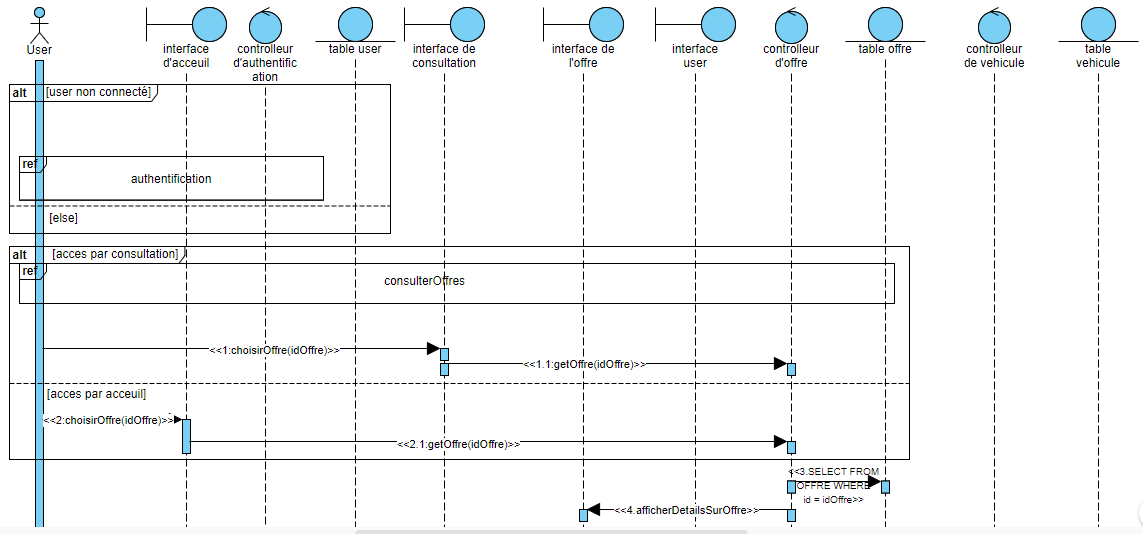 User
interface
d'acceuil
controlleur
d'authentific
ation
table user
interface de
consultation
interface de
l'offre
interface
user
controlleur
d'offre
table offre
controlleur
de vehicule
table
vehicule
alt [user non connecté]
ref
authentification
[else]
alt [acces par consultation]
ref
consulterOffres
<<1:choisirOffre(idOffre)>>
<<1.1:getOffre(idOffre)>>
[acces par acceuil]
<<2:choisirOffre(idOffre)>>
<<2.1:getOffre(idOffre)>>
<<3.SELECT FROM
OFFRE WHERE
id = idOffre>>
<<4.afficherDetailsSurOffre>>